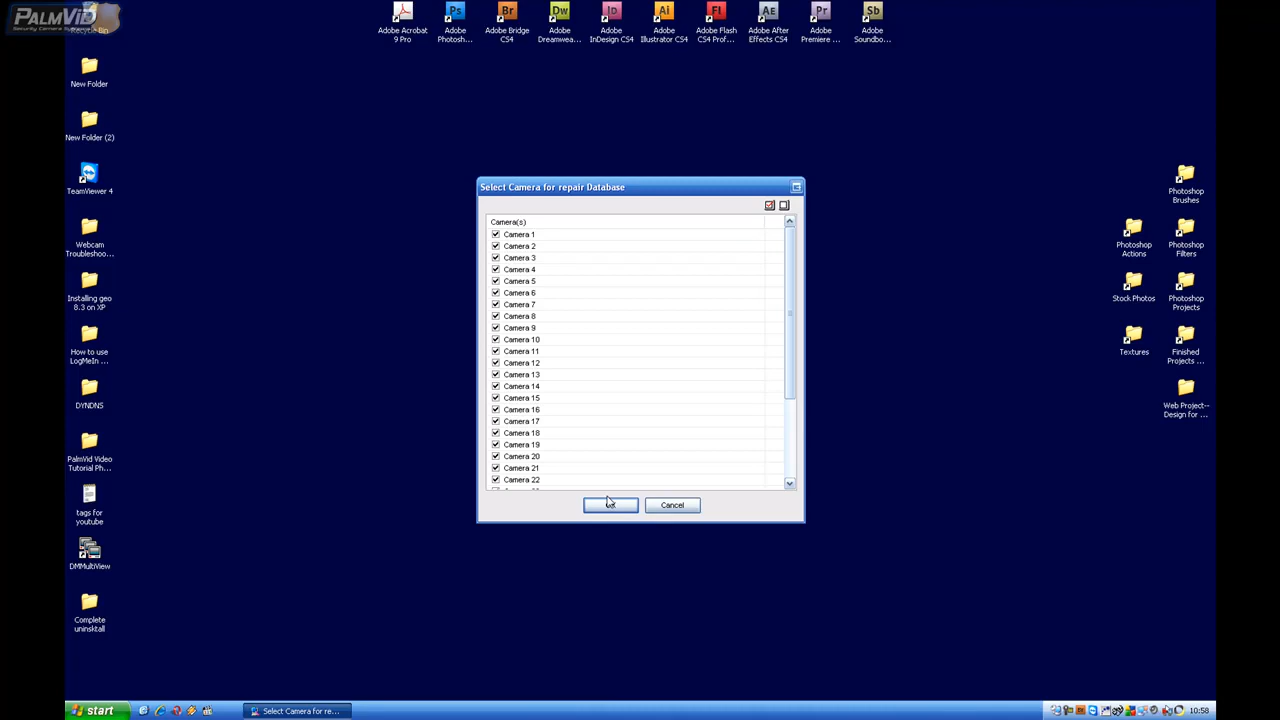 PALMVID
Security Camera Systems
Recycle Bin
New Folder
New Folder (2)
TeamViewer 4
Webcam
Troubleshoo...
Installing geo
8.3 on XP
How to use
LogMeIn ...
DYNDNS
PalmVid Video
Tutorial Ph...
tags for
youtube
DMMultiView
Complete
uninsktall
Adobe Acrobat
9 Pro
Adobe
Photosh...
Adobe Bridge
CS4
Adobe
Dreamwea...
Adobe
InDesign CS4
Adobe
Illustrator CS4
Adobe Flash
CS4 Prof...
Adobe After
Effects CS4
Adobe
Premiere ...
Adobe
Soundbo...
Select Camera for repair Database
Camera(s)
Camera 1
Camera 2
Camera 3
Camera 4
Camera 5
Camera 6
Camera 7
Camera 8
Camera 9
Camera 10
Camera 11
Camera 12
Camera 13
Camera 14
Camera 15
Camera 16
Camera 17
Camera 18
Camera 19
Camera 20
Camera 21
Camera 22
Cancel
Photoshop
Brushes
Photoshop
Actions
Photoshop
Filters
Stock Photos
Photoshop
Projects
Textures
Finished
Projects ...
Web Project--
Design for ...
start
Select Camera for re...
10:58